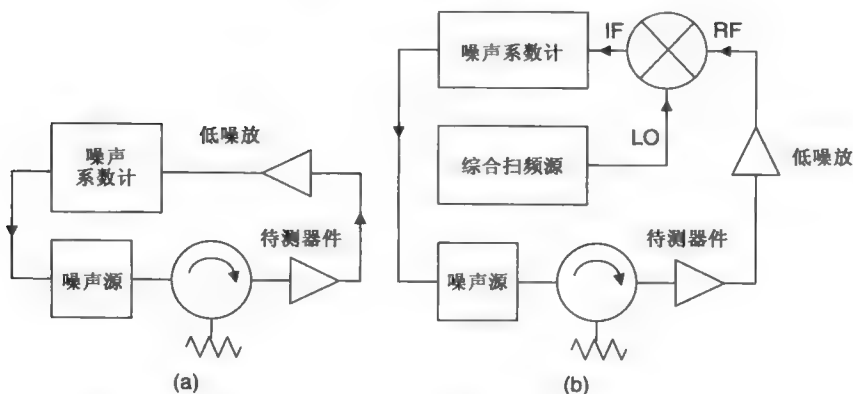 噪声
系数计
低噪放
待测器件
噪声源
(a)
噪声系数计
IF
RF
LO
综合扫频源
低噪放
待测器件
噪声源
(b)